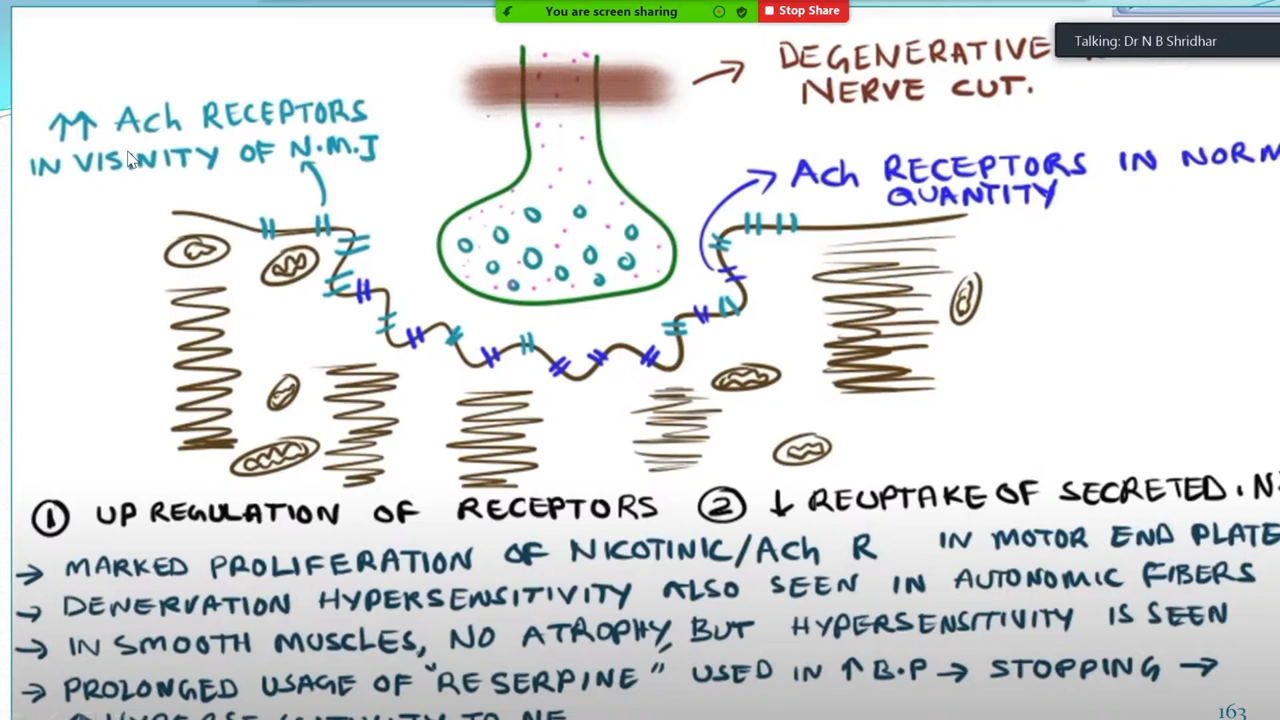 You are screen sharing
Stop Share
Talking: Dr N B Shridhar
DEGENERATIVE
NERVE CUT.
↑↑ Ach RECEPTORS
IN VISINITY OF N.M.J
Ach RECEPTORS IN NORM
QUANTITY
① UP REGULATION OF RECEPTORS ② ↓ REUPTAKE OF SECRETED. N
→ MARKED PROLIFERATION OF NICOTINIC/Ach R IN MOTOR END PLATE
→ DENERVATION HYPERSENSITIVITY ALSO SEEN IN AUTONOMIC FIBERS
→ IN SMOOTH MUSCLES, NO ATROPHY, BUT HYPERSENSITIVITY IS SEEN
→ PROLONGED USAGE OF "RESERPINE" USED IN ↑ B.P → STOPPING →
163